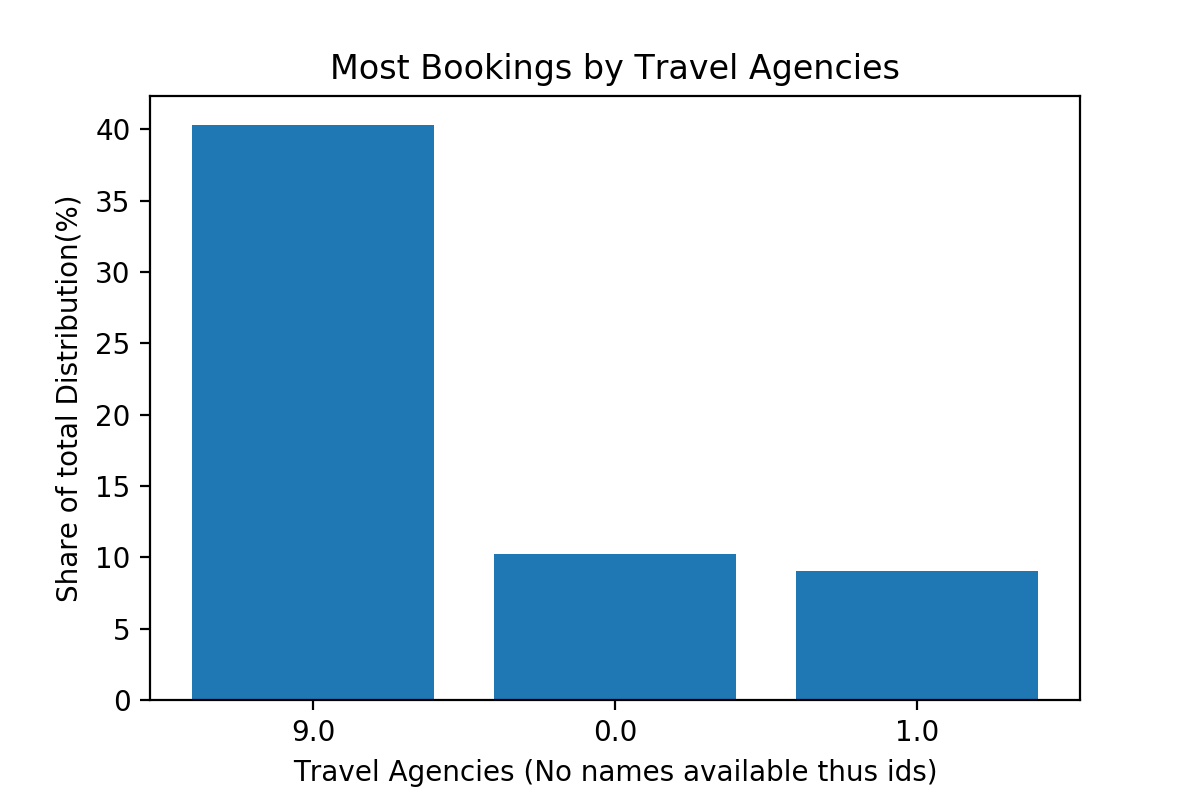 Most Bookings by Travel Agencies
Share of total Distribution(%)
40
35
30
25
20
15
10
5
0
9.0 0.0 1.0
Travel Agencies (No names available thus ids)